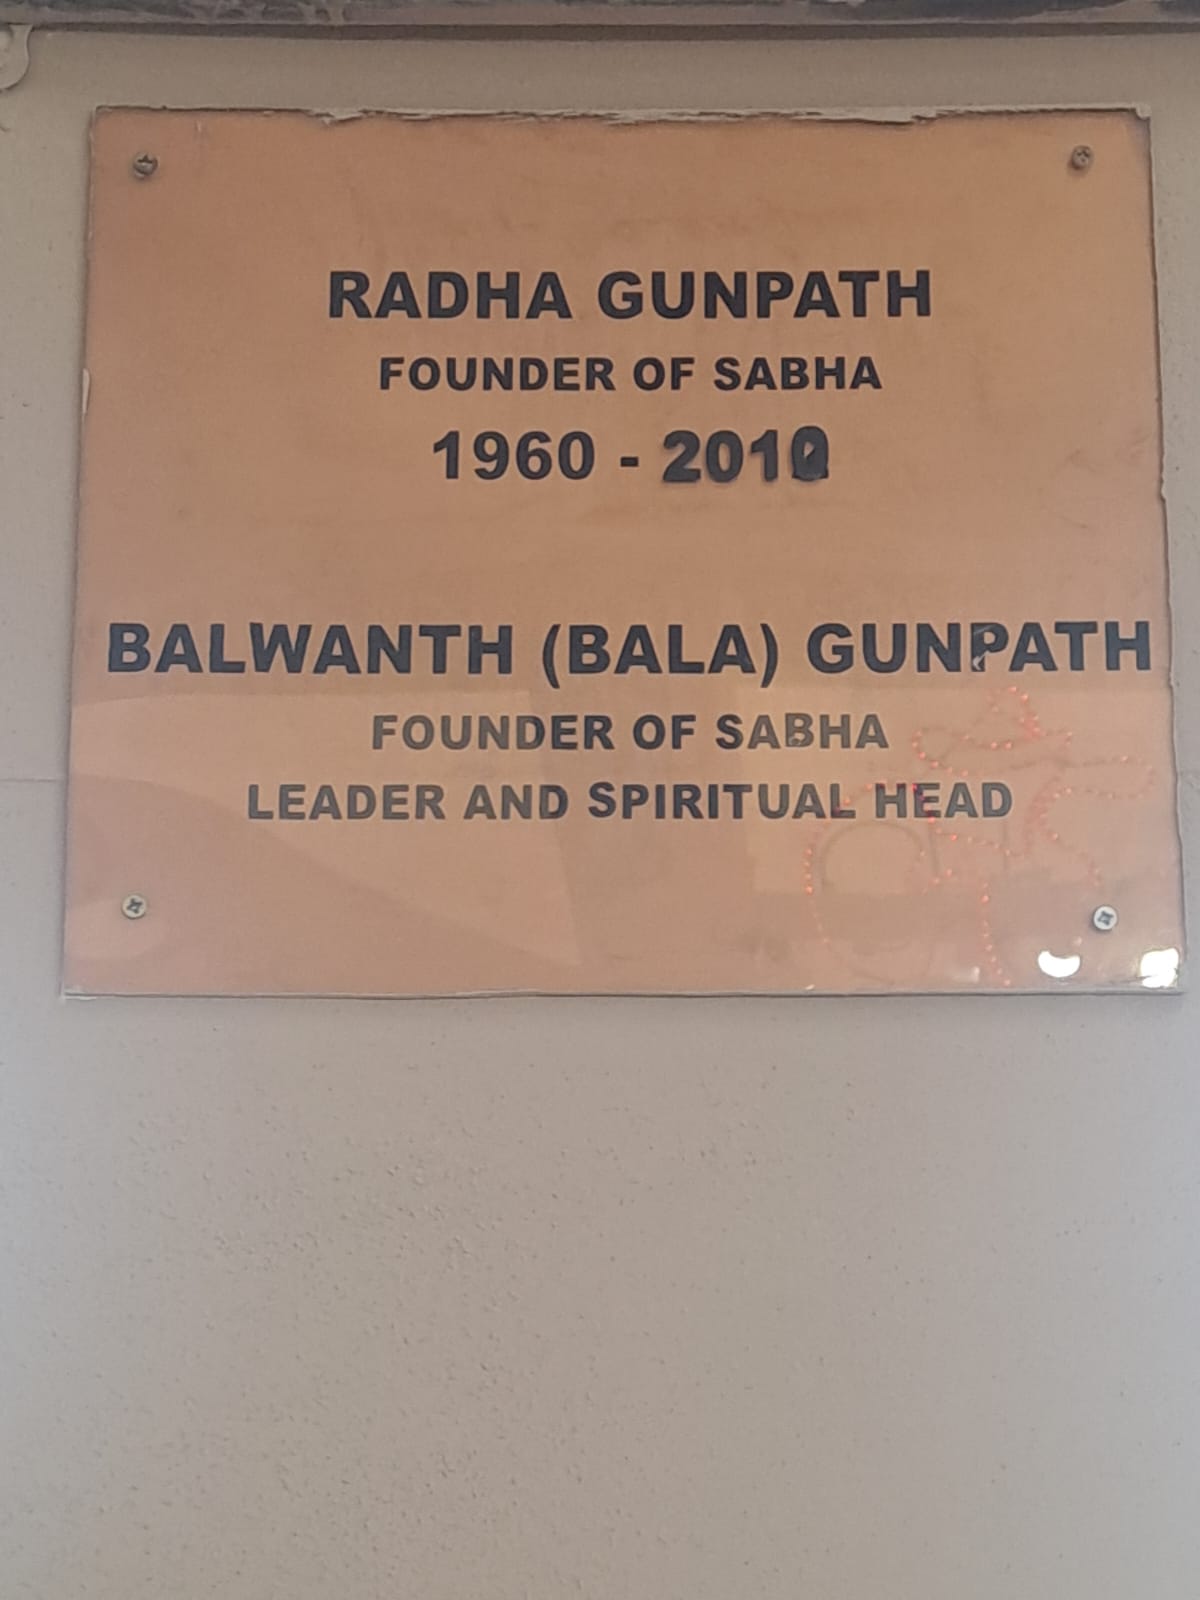 RADHA GUNPATH
FOUNDER OF SABHA
1960 - 2010
BALWANTH (BALA) GUNPATH
FOUNDER OF SABHA
LEADER AND SPIRITUAL HEAD